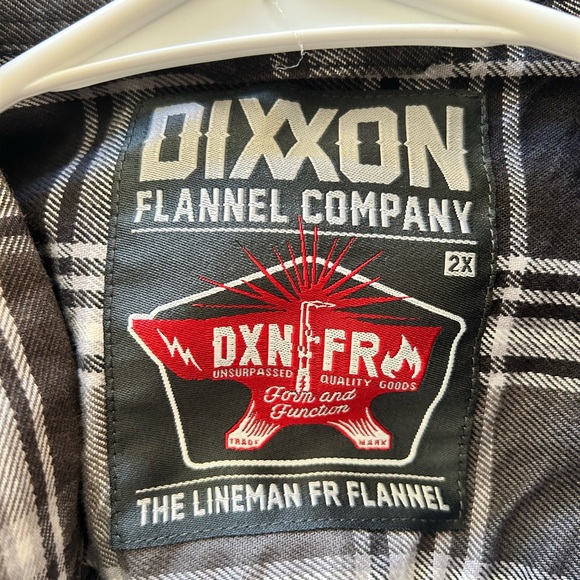 DIXXON
FLANNEL COMPANY
2X
DXN FR
UNSURPASSED QUALITY GOODS
Form and
Function
TRADE MARK
THE LINEMAN FR FLANNEL